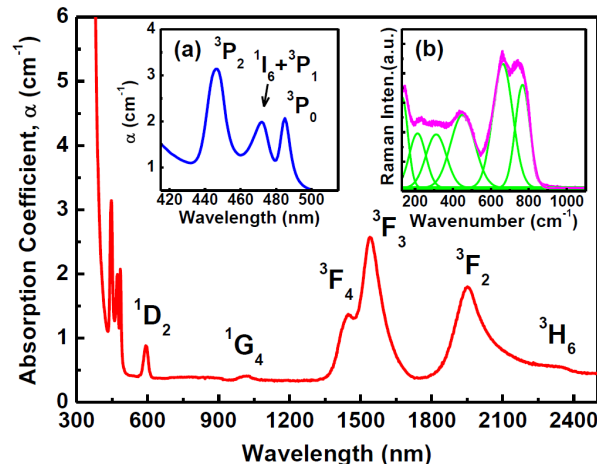 Absorption Coefficient, α (cm⁻¹)
6
5
4
3
2
1
0
300 600 900 1200 1500 1800 2100 2400
Wavelength (nm)
¹D₂
¹G₄
³F₄
³F₃
³F₂
³H₆
(a)
³P₂ ¹I₆+³P₁
³P₀
α (cm⁻¹)
4
3
2
1
420 440 460 480 500
Wavelength (nm)
(b)
Raman Inten.(a.u.)
200 400 600 800 1000
Wavenumber (cm⁻¹)